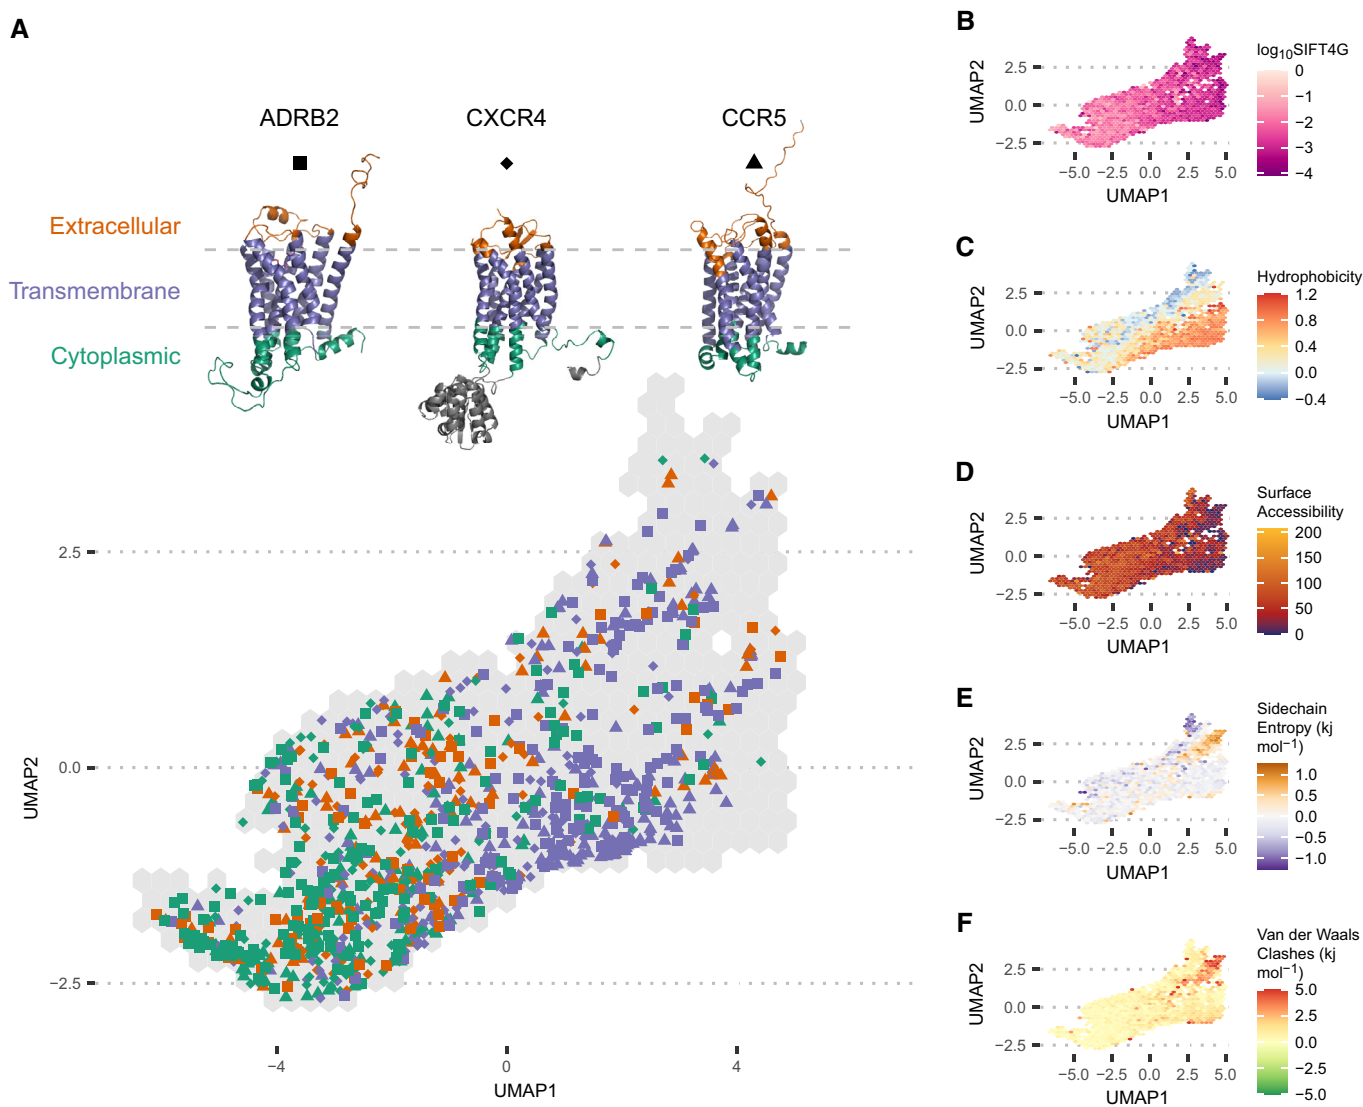 A
ADRB2
CXCR4
CCR5
Extracellular
Transmembrane
Cytoplasmic
UMAP2
2.5
0.0
−2.5
−4
0
4
UMAP1
B
UMAP2
2.5
0.0
−2.5
−5.0
−2.5
0.0
2.5
5.0
UMAP1
log₁₀SIFT4G
0
−1
−2
−3
−4
C
UMAP2
2.5
0.0
−2.5
−5.0
−2.5
0.0
2.5
5.0
UMAP1
Hydrophobicity
1.2
0.8
0.4
0.0
−0.4
D
UMAP2
2.5
0.0
−2.5
−5.0
−2.5
0.0
2.5
5.0
UMAP1
Surface
Accessibility
200
150
100
50
0
E
UMAP2
2.5
0.0
−2.5
−5.0
−2.5
0.0
2.5
5.0
UMAP1
Sidechain
Entropy (kj
mol⁻¹)
1.0
0.5
0.0
−0.5
−1.0
F
UMAP2
2.5
0.0
−2.5
−5.0
−2.5
0.0
2.5
5.0
UMAP1
Van der Waals
Clashes (kj
mol⁻¹)
5.0
2.5
0.0
−2.5
−5.0